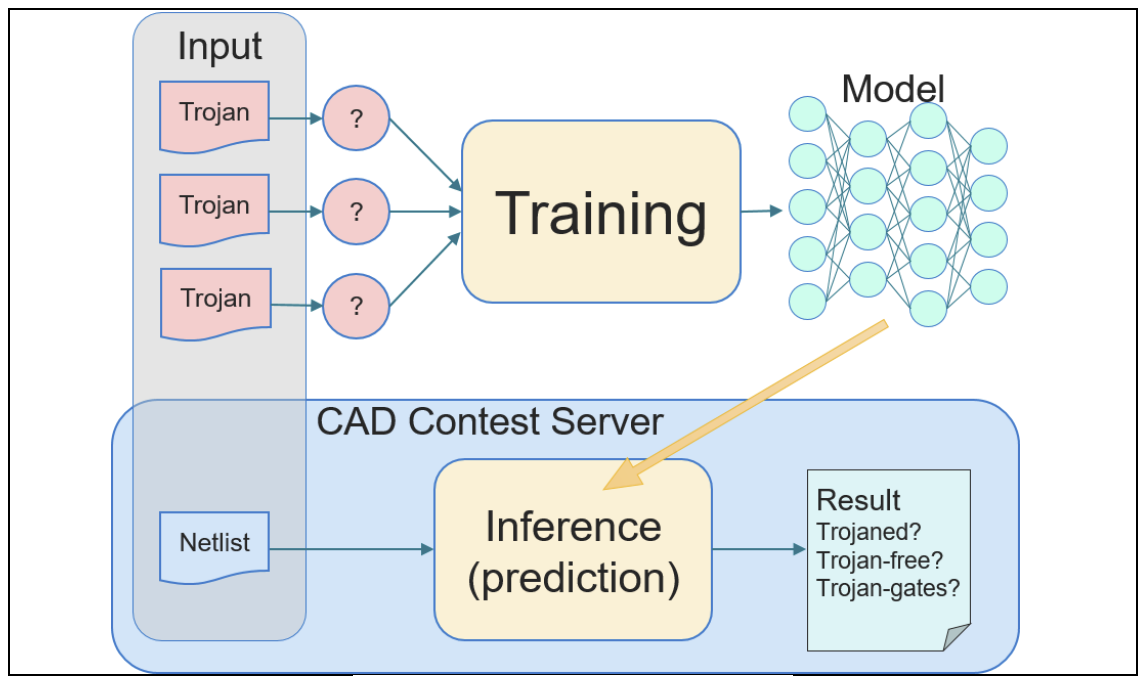 Input
Model
Trojan
?
Trojan
?
Training
Trojan
?
CAD Contest Server
Netlist
Inference
(prediction)
Result
Trojaned?
Trojan-free?
Trojan-gates?